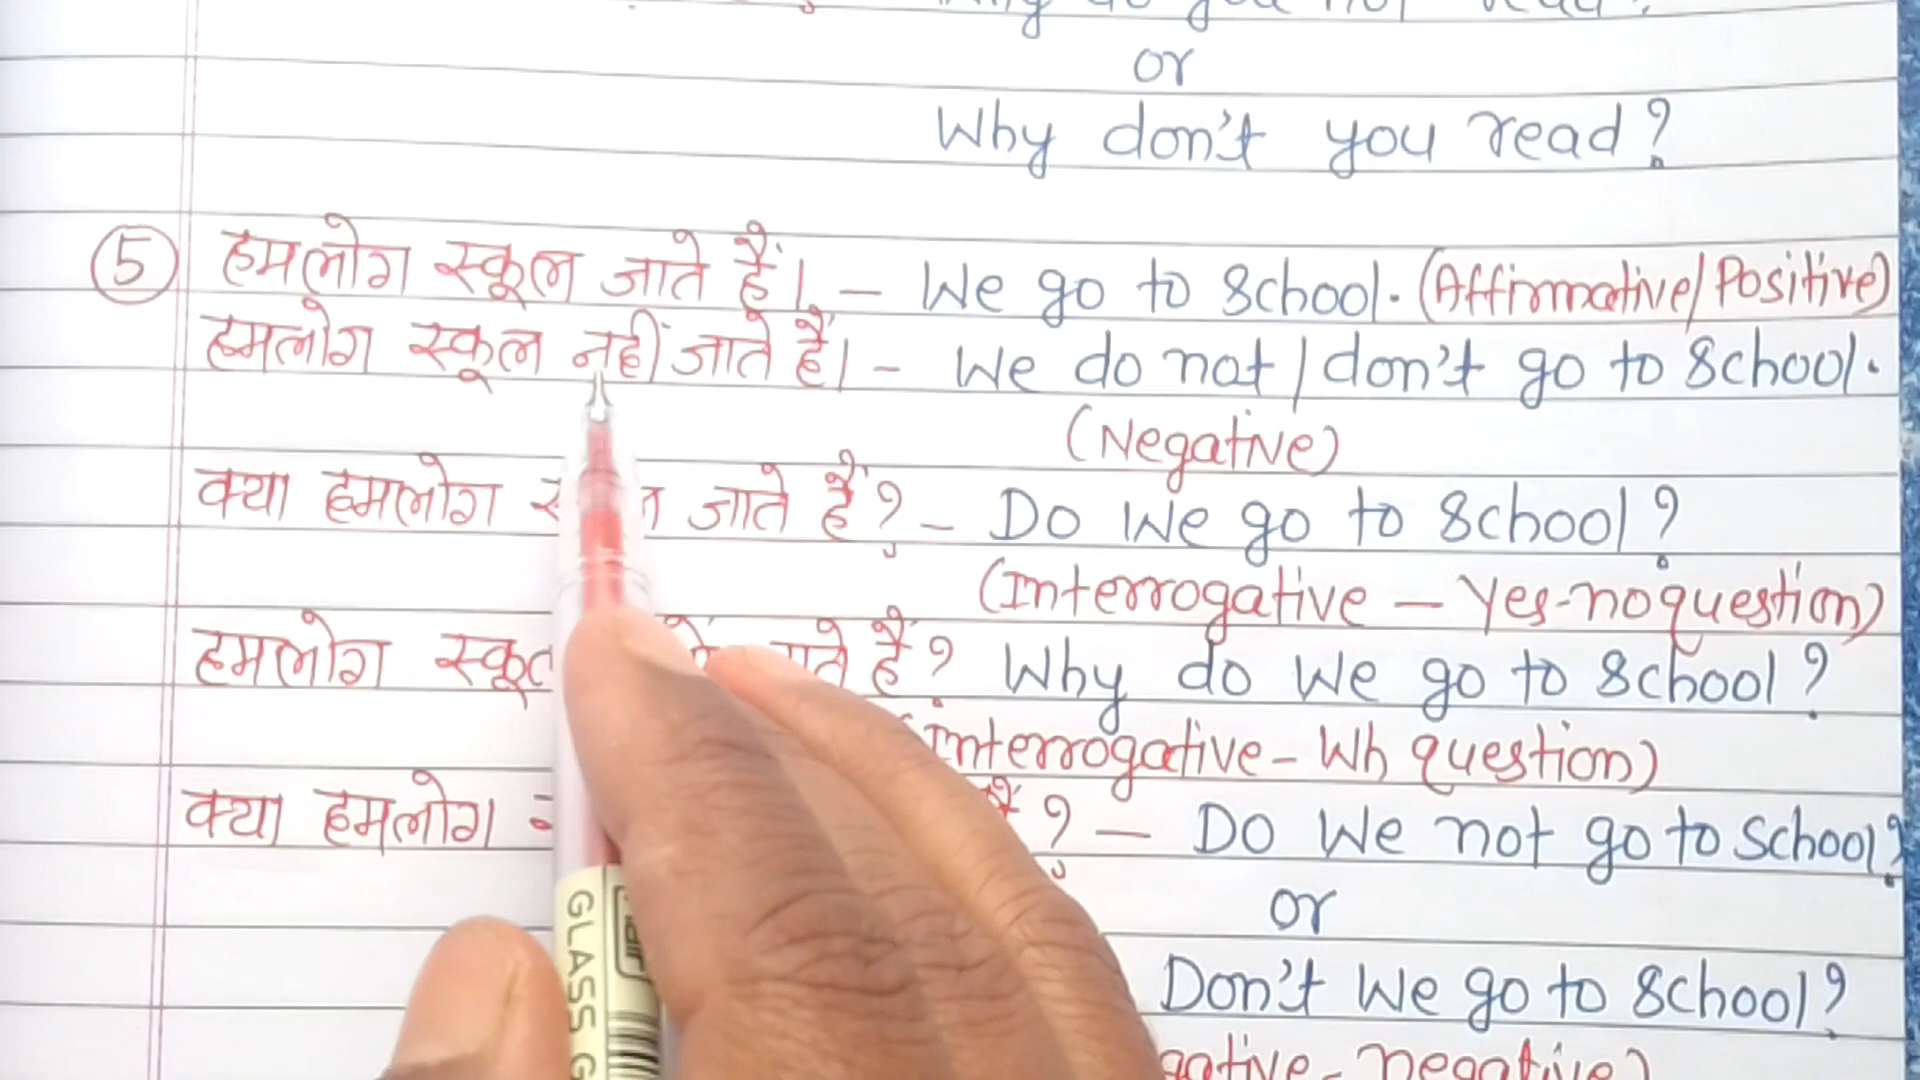 or
Why don't you read?
⑤ हमलोग स्कूल जाते हैं। – We go to School. (Affirmative/Positive)
हमलोग स्कूल नहीं जाते हैं। – We do not/don't go to School.
(Negative)
क्या हमलोग जाते हैं? – Do We go to School?
(Interrogative – Yes-no question)
हमलोग हैं? Why do We go to School?
(interrogative – Wh question)
क्या हमलोग ? – Do We not go to School?
or
Don't We go to School?
negative)
GLASS